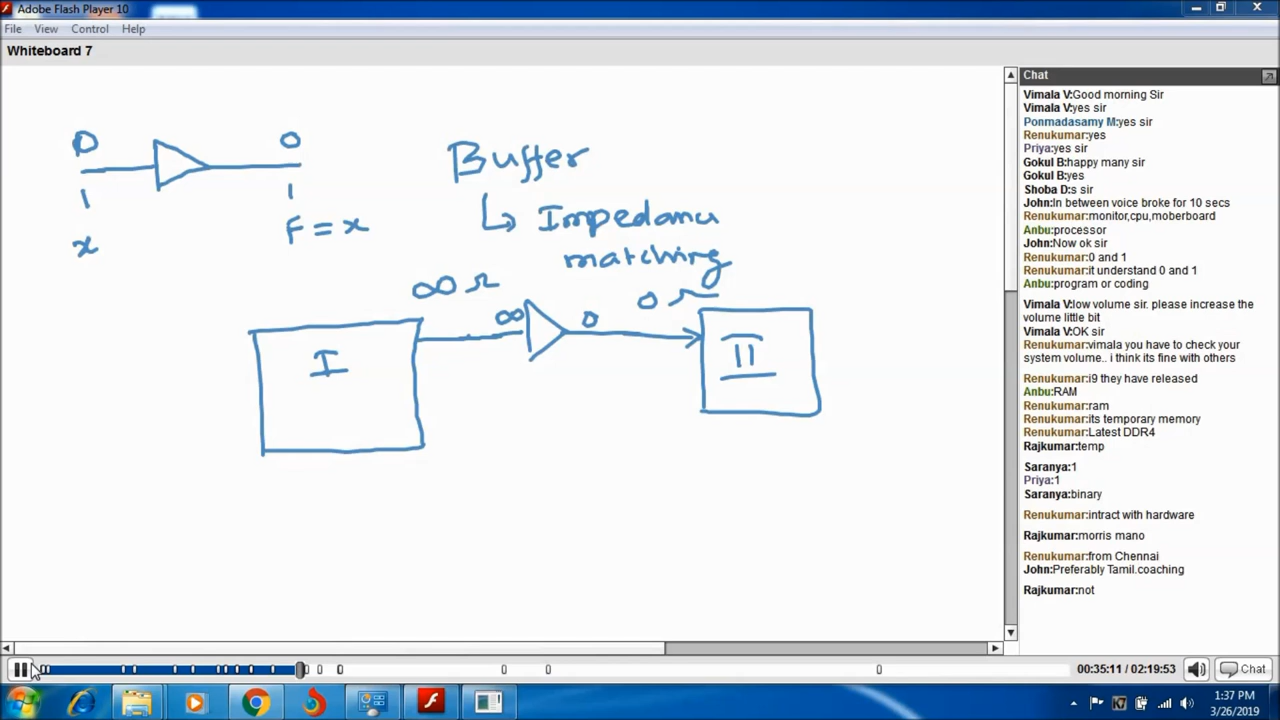 Adobe Flash Player 10
File View Control Help
Whiteboard 7
0 0
1 1
x F = x
Buffer
↳ Impedance
matching
∞ Ω 0 Ω
∞ 0
I II
Chat
Vimala V:Good morning Sir
Vimala V:yes sir
Ponmadasamy M:yes sir
Renukumar:yes
Priya:yes sir
Gokul B:happy many sir
Gokul B:yes
Shoba D:s sir
John:In between voice broke for 10 secs
Renukumar:monitor,cpu,moberboard
Anbu:processor
John:Now ok sir
Renukumar:0 and 1
Renukumar:it understand 0 and 1
Anbu:program or coding
Vimala V:low volume sir. please increase the
volume little bit
Vimala V:OK sir
Renukumar:vimala you have to check your
system volume.. i think its fine with others
Renukumar:i9 they have released
Anbu:RAM
Renukumar:ram
Renukumar:its temporary memory
Renukumar:Latest DDR4
Rajkumar:temp
Saranya:1
Priya:1
Saranya:binary
Renukumar:intract with hardware
Rajkumar:morris mano
Renukumar:from Chennai
John:Preferably Tamil.coaching
Rajkumar:not
00:35:11 / 02:19:53
Chat
1:37 PM
3/26/2019